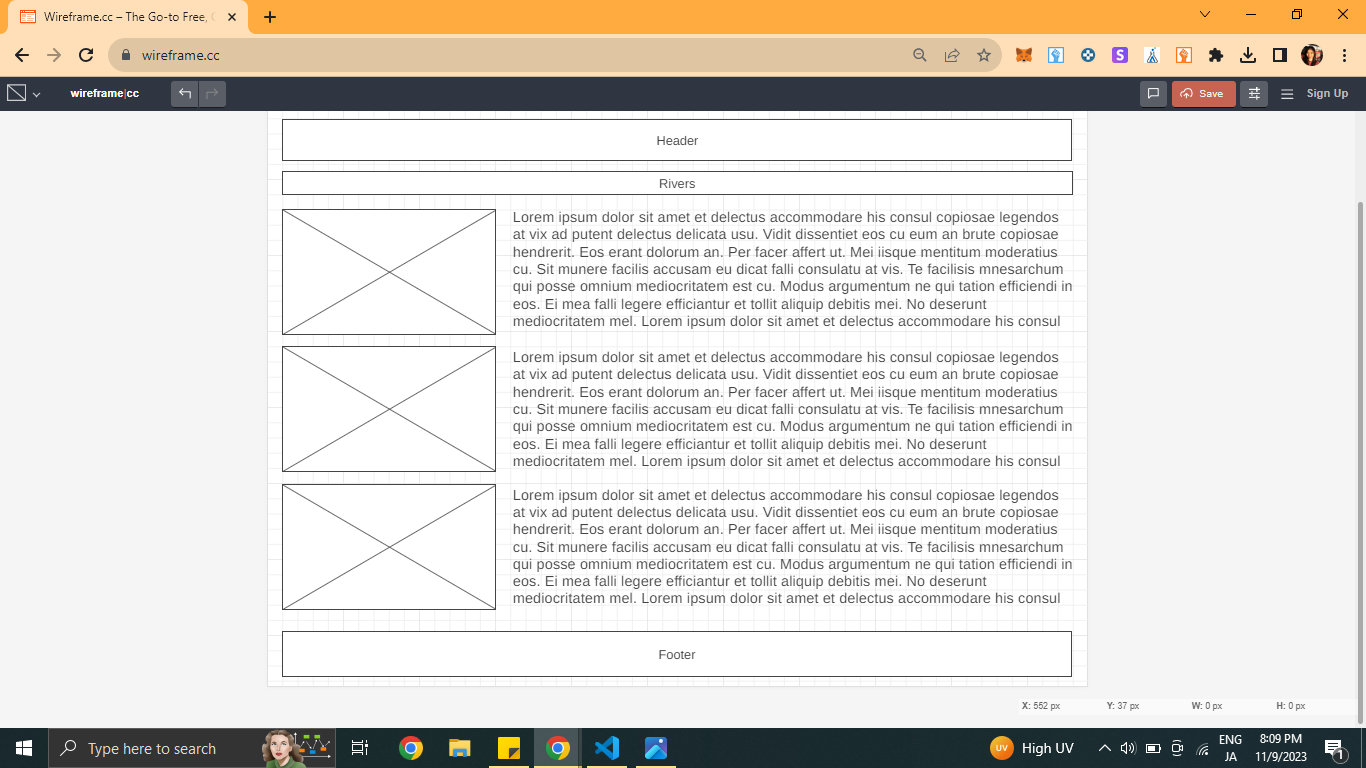 Wireframe.cc – The Go-to Free,
wireframe.cc
wireframe|cc
Save
Sign Up
Header
Rivers
Lorem ipsum dolor sit amet et delectus accommodare his consul copiosae legendos
at vix ad putent delectus delicata usu. Vidit dissentiet eos cu eum an brute copiosae
hendrerit. Eos erant dolorum an. Per facer affert ut. Mei iisque mentitum moderatius
cu. Sit munere facilis accusam eu dicat falli consulatu at vis. Te facilisis mnesarchum
qui posse omnium mediocritatem est cu. Modus argumentum ne qui tation efficiendi in
eos. Ei mea falli legere efficiantur et tollit aliquip debitis mei. No deserunt
mediocritatem mel. Lorem ipsum dolor sit amet et delectus accommodare his consul
Lorem ipsum dolor sit amet et delectus accommodare his consul copiosae legendos
at vix ad putent delectus delicata usu. Vidit dissentiet eos cu eum an brute copiosae
hendrerit. Eos erant dolorum an. Per facer affert ut. Mei iisque mentitum moderatius
cu. Sit munere facilis accusam eu dicat falli consulatu at vis. Te facilisis mnesarchum
qui posse omnium mediocritatem est cu. Modus argumentum ne qui tation efficiendi in
eos. Ei mea falli legere efficiantur et tollit aliquip debitis mei. No deserunt
mediocritatem mel. Lorem ipsum dolor sit amet et delectus accommodare his consul
Lorem ipsum dolor sit amet et delectus accommodare his consul copiosae legendos
at vix ad putent delectus delicata usu. Vidit dissentiet eos cu eum an brute copiosae
hendrerit. Eos erant dolorum an. Per facer affert ut. Mei iisque mentitum moderatius
cu. Sit munere facilis accusam eu dicat falli consulatu at vis. Te facilisis mnesarchum
qui posse omnium mediocritatem est cu. Modus argumentum ne qui tation efficiendi in
eos. Ei mea falli legere efficiantur et tollit aliquip debitis mei. No deserunt
mediocritatem mel. Lorem ipsum dolor sit amet et delectus accommodare his consul
Footer
X: 552 px Y: 37 px W: 0 px H: 0 px
Type here to search
UV High UV
ENG 8:09 PM
JA 11/9/2023
1